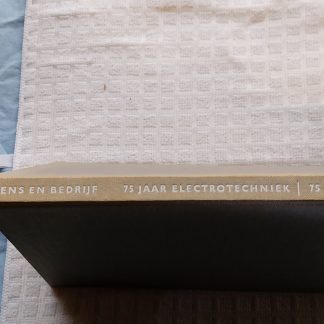 ENS EN BEDRIJF 75 JAAR ELECTROTECHNIEK | 75